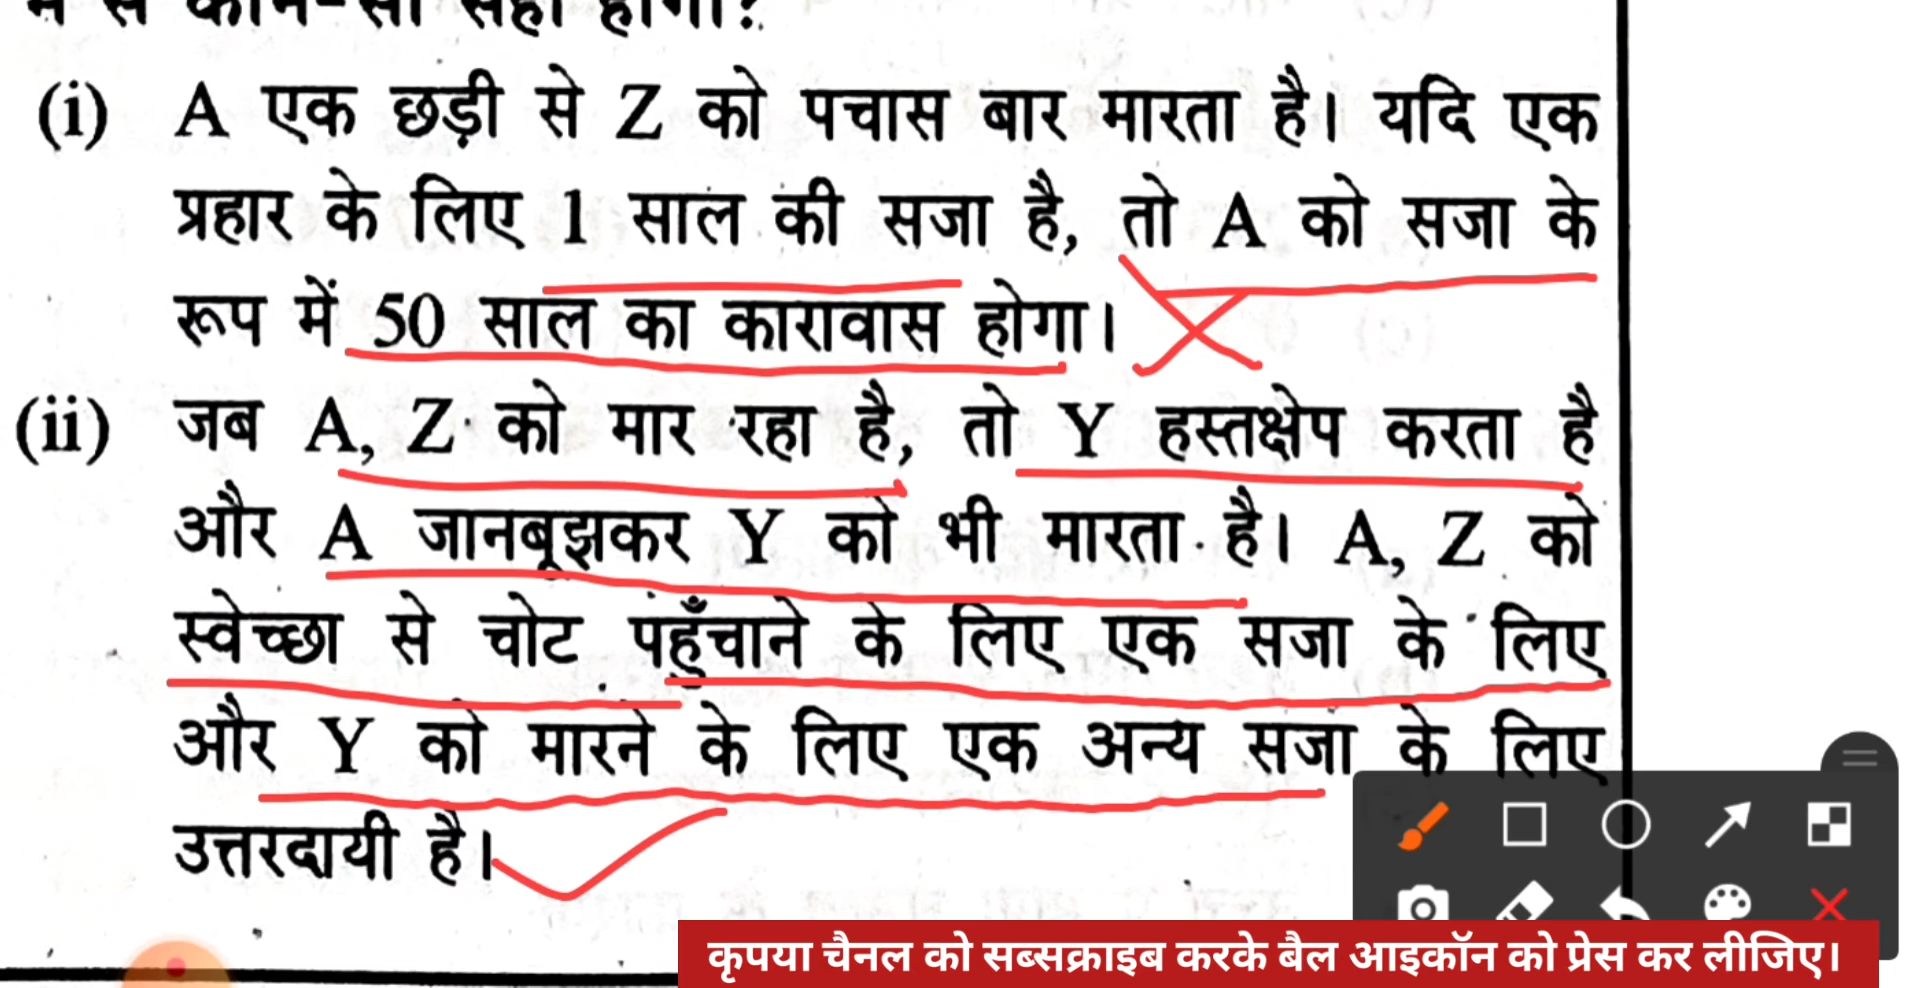 में से कौन-सा सही होगा?
(i) A एक छड़ी से Z को पचास बार मारता है। यदि एक
प्रहार के लिए 1 साल की सजा है, तो A को सजा के
रूप में 50 साल का कारावास होगा।
(ii) जब A, Z को मार रहा है, तो Y हस्तक्षेप करता है
और A जानबूझकर Y को भी मारता है। A, Z को
स्वेच्छा से चोट पहुँचाने के लिए एक सजा के लिए
और Y को मारने के लिए एक अन्य सजा के लिए
उत्तरदायी है।
कृपया चैनल को सब्सक्राइब करके बैल आइकॉन को प्रेस कर लीजिए।